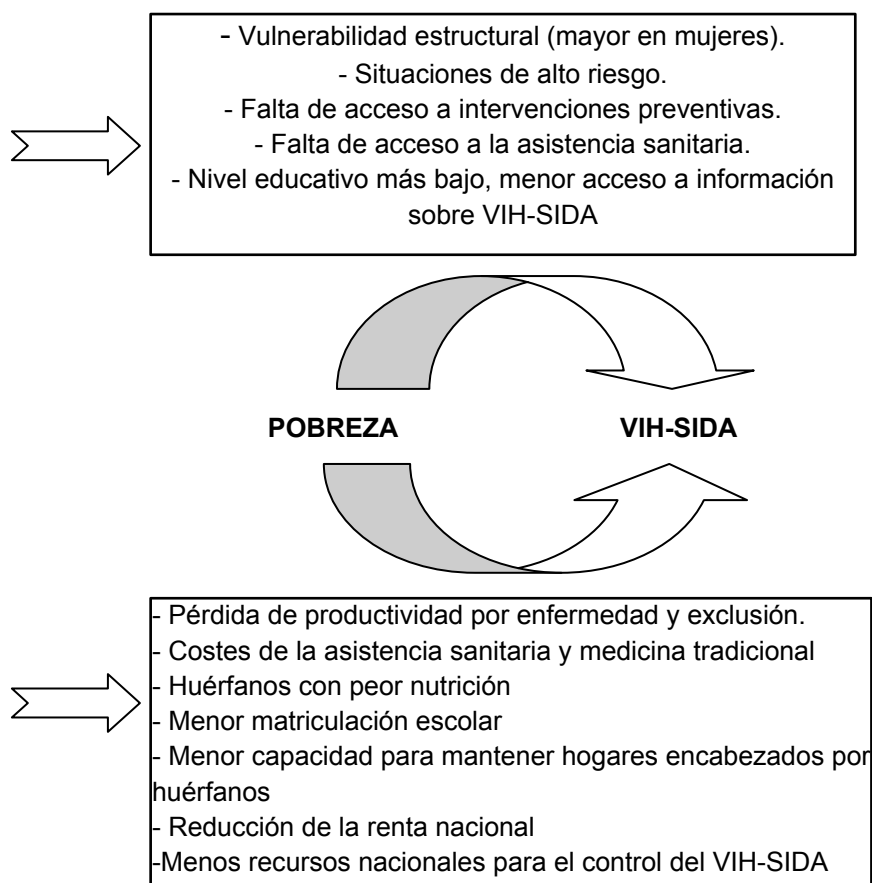 - Vulnerabilidad estructural (mayor en mujeres).
- Situaciones de alto riesgo.
- Falta de acceso a intervenciones preventivas.
- Falta de acceso a la asistencia sanitaria.
- Nivel educativo más bajo, menor acceso a información
sobre VIH-SIDA
POBREZA VIH-SIDA
- Pérdida de productividad por enfermedad y exclusión.
- Costes de la asistencia sanitaria y medicina tradicional
- Huérfanos con peor nutrición
- Menor matriculación escolar
- Menor capacidad para mantener hogares encabezados por
huérfanos
- Reducción de la renta nacional
-Menos recursos nacionales para el control del VIH-SIDA